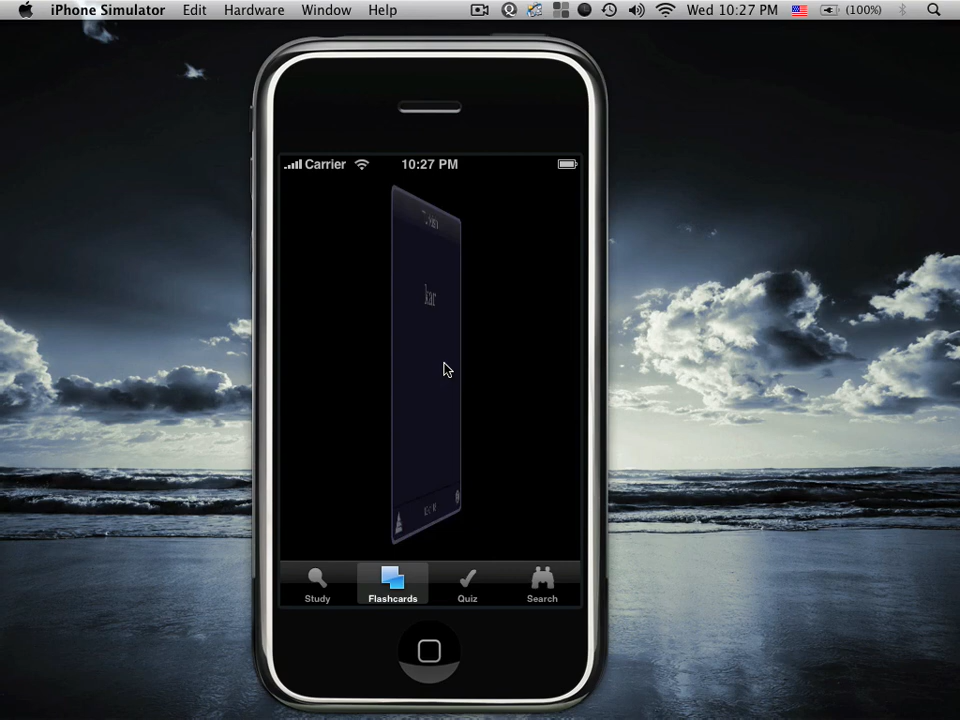 iPhone Simulator Edit Hardware Window Help Wed 10:27 PM (100%)
Carrier 10:27 PM
Study Flashcards Quiz Search